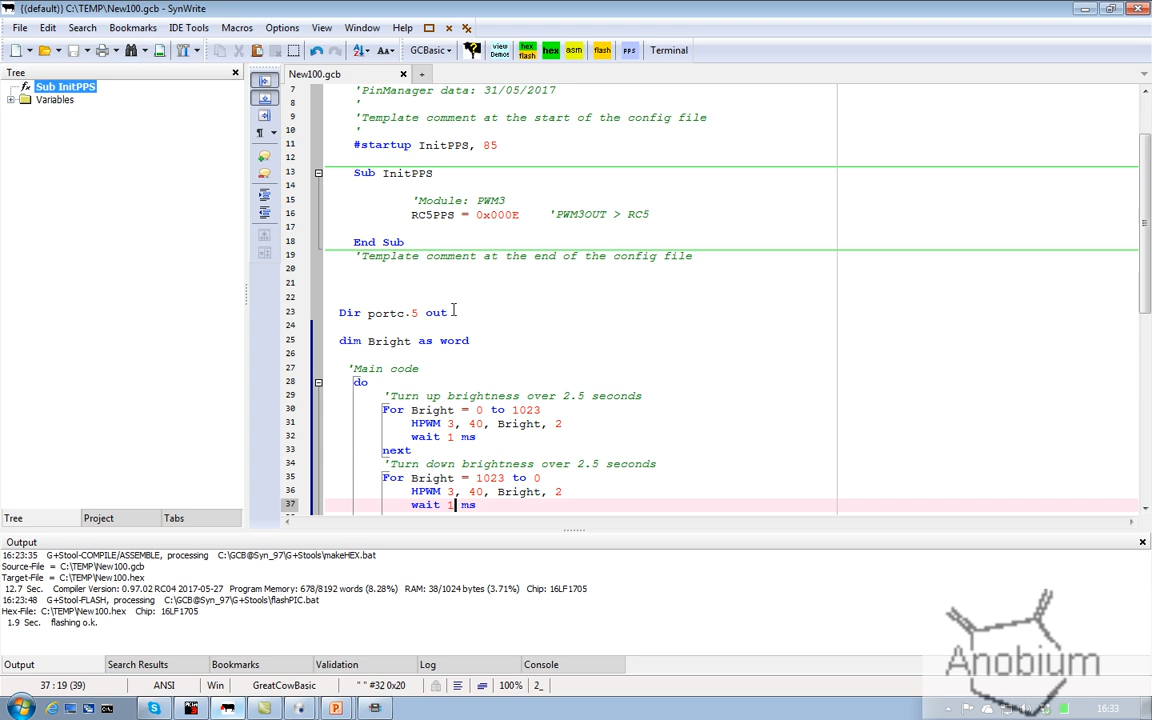 {(default)} C:\TEMP\New100.gcb - SynWrite
File Edit Search Bookmarks IDE Tools Macros Options View Window Help
GCBasic view Demos hex flash hex asm flash pps Terminal
Tree
New100.gcb
Sub InitPPS
Variables
7 'PinManager data: 31/05/2017
8 '
9 'Template comment at the start of the config file
10 '
11 #startup InitPPS, 85
12
13 Sub InitPPS
14
15 'Module: PWM3
16 RC5PPS = 0x000E 'PWM3OUT > RC5
17
18 End Sub
19 'Template comment at the end of the config file
20
21
22
23 Dir portc.5 out
24
25 dim Bright as word
26
27 'Main code
28 do
29 'Turn up brightness over 2.5 seconds
30 For Bright = 0 to 1023
31 HPWM 3, 40, Bright, 2
32 wait 1 ms
33 next
34 'Turn down brightness over 2.5 seconds
35 For Bright = 1023 to 0
36 HPWM 3, 40, Bright, 2
37 wait 1 ms
Tree Project Tabs
Output
16:23:35 G+Stool-COMPILE/ASSEMBLE, processing C:\GCB@Syn_97\G+Stools\makeHEX.bat
Source-File = C:\TEMP\New100.gcb
Target-File = C:\TEMP\New100.hex
12.7 Sec. Compiler Version: 0.97.02 RC04 2017-05-27 Program Memory: 678/8192 words (8.28%) RAM: 38/1024 bytes (3.71%) Chip: 16LF1705
16:23:48 G+Stool-FLASH, processing C:\GCB@Syn_97\G+Stools\flashPIC.bat
Hex-File: C:\TEMP\New100.hex Chip: 16LF1705
1.9 Sec. flashing o.k.
Anobium
Output Search Results Bookmarks Validation Log Console
37 : 19 (39) ANSI Win GreatCowBasic " " #32 0x20 100% 2_
16:33